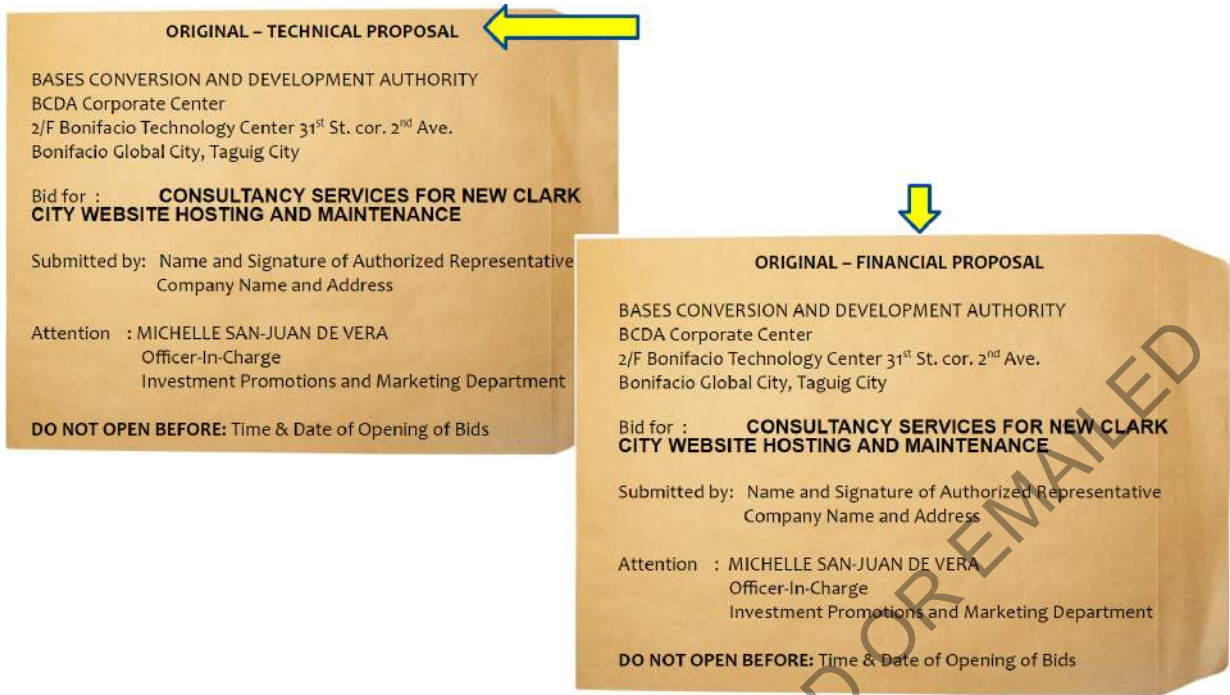 ORIGINAL – TECHNICAL PROPOSAL
BASES CONVERSION AND DEVELOPMENT AUTHORITY
BCDA Corporate Center
2/F Bonifacio Technology Center 31st St. cor. 2nd Ave.
Bonifacio Global City, Taguig City
Bid for : CONSULTANCY SERVICES FOR NEW CLARK
CITY WEBSITE HOSTING AND MAINTENANCE
Submitted by: Name and Signature of Authorized Representative
Company Name and Address
Attention : MICHELLE SAN-JUAN DE VERA
Officer-In-Charge
Investment Promotions and Marketing Department
DO NOT OPEN BEFORE: Time & Date of Opening of Bids
ORIGINAL – FINANCIAL PROPOSAL
BASES CONVERSION AND DEVELOPMENT AUTHORITY
BCDA Corporate Center
2/F Bonifacio Technology Center 31st St. cor. 2nd Ave.
Bonifacio Global City, Taguig City
Bid for : CONSULTANCY SERVICES FOR NEW CLARK
CITY WEBSITE HOSTING AND MAINTENANCE
Submitted by: Name and Signature of Authorized Representative
Company Name and Address
Attention : MICHELLE SAN-JUAN DE VERA
Officer-In-Charge
Investment Promotions and Marketing Department
DO NOT OPEN BEFORE: Time & Date of Opening of Bids
OR EMAILED